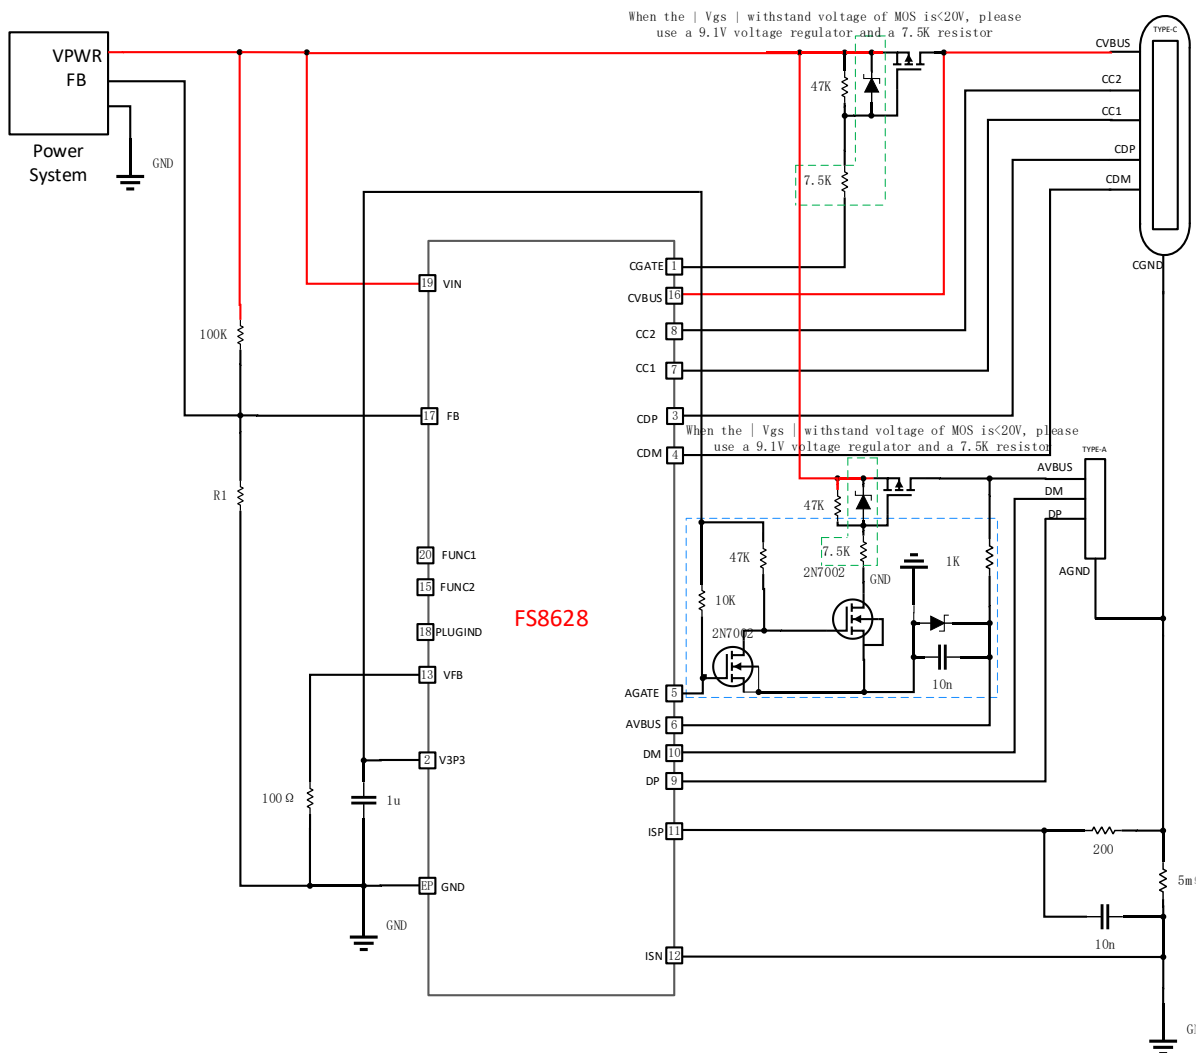 When the | Vgs | withstand voltage of MOS is<20V, please
use a 9.1V voltage regulator and a 7.5K resistor
TYPE-C
VPWR
FB
Power
System
GND
CVBUS
CC2
CC1
CDP
CDM
CGND
47K
7.5K
CGATE
1
CVBUS
16
CC2
8
CC1
7
CDP
3
CDM
4
19
VIN
100K
17
FB
R1
20
FUNC1
15
FUNC2
18
PLUGIND
13
VFB
2
V3P3
100Ω
1u
EP
GND
GND
FS8628
When the | Vgs | withstand voltage of MOS is<20V, please
use a 9.1V voltage regulator and a 7.5K resistor
TYPE-A
AVBUS
DM
DP
AGND
47K
7.5K
47K
2N7002
GND
1K
10K
2N7002
10n
AGATE
5
AVBUS
6
DM
10
DP
9
ISP
11
200
5m
10n
ISN
12